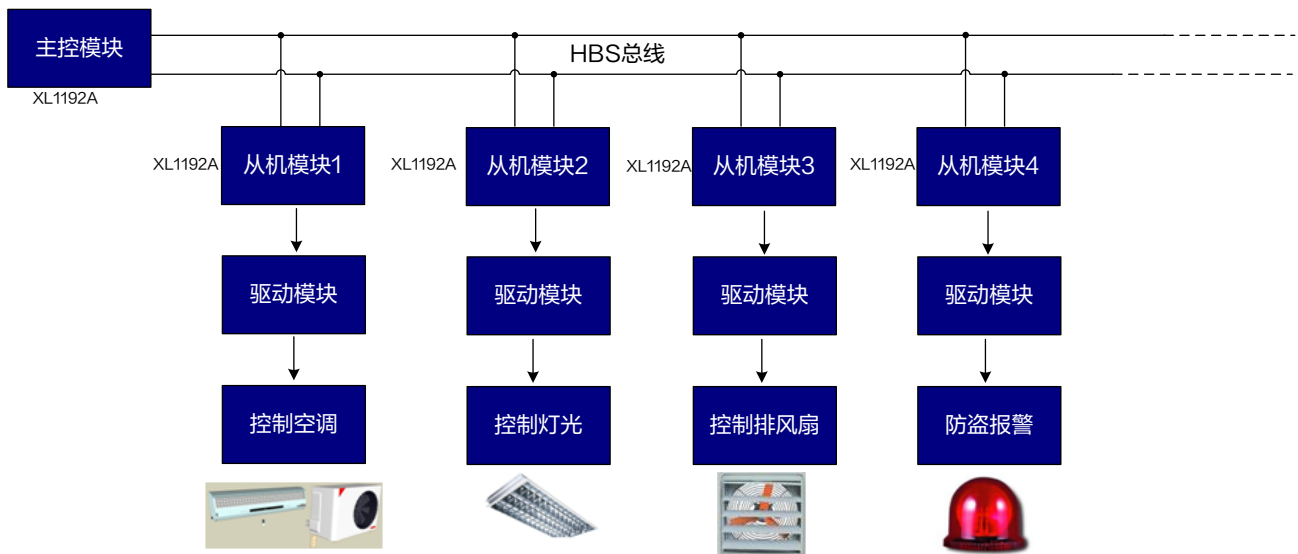 主控模块
HBS总线
XL1192A
XL1192A
从机模块1
XL1192A
从机模块2
XL1192A
从机模块3
XL1192A
从机模块4
驱动模块
驱动模块
驱动模块
驱动模块
控制空调
控制灯光
控制排风扇
防盗报警